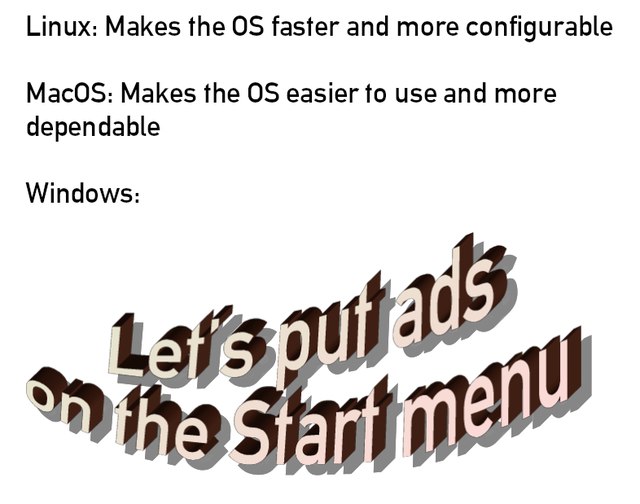 Linux: Makes the OS faster and more configurable
MacOS: Makes the OS easier to use and more
dependable
Windows:
Let's put ads
on the Start menu